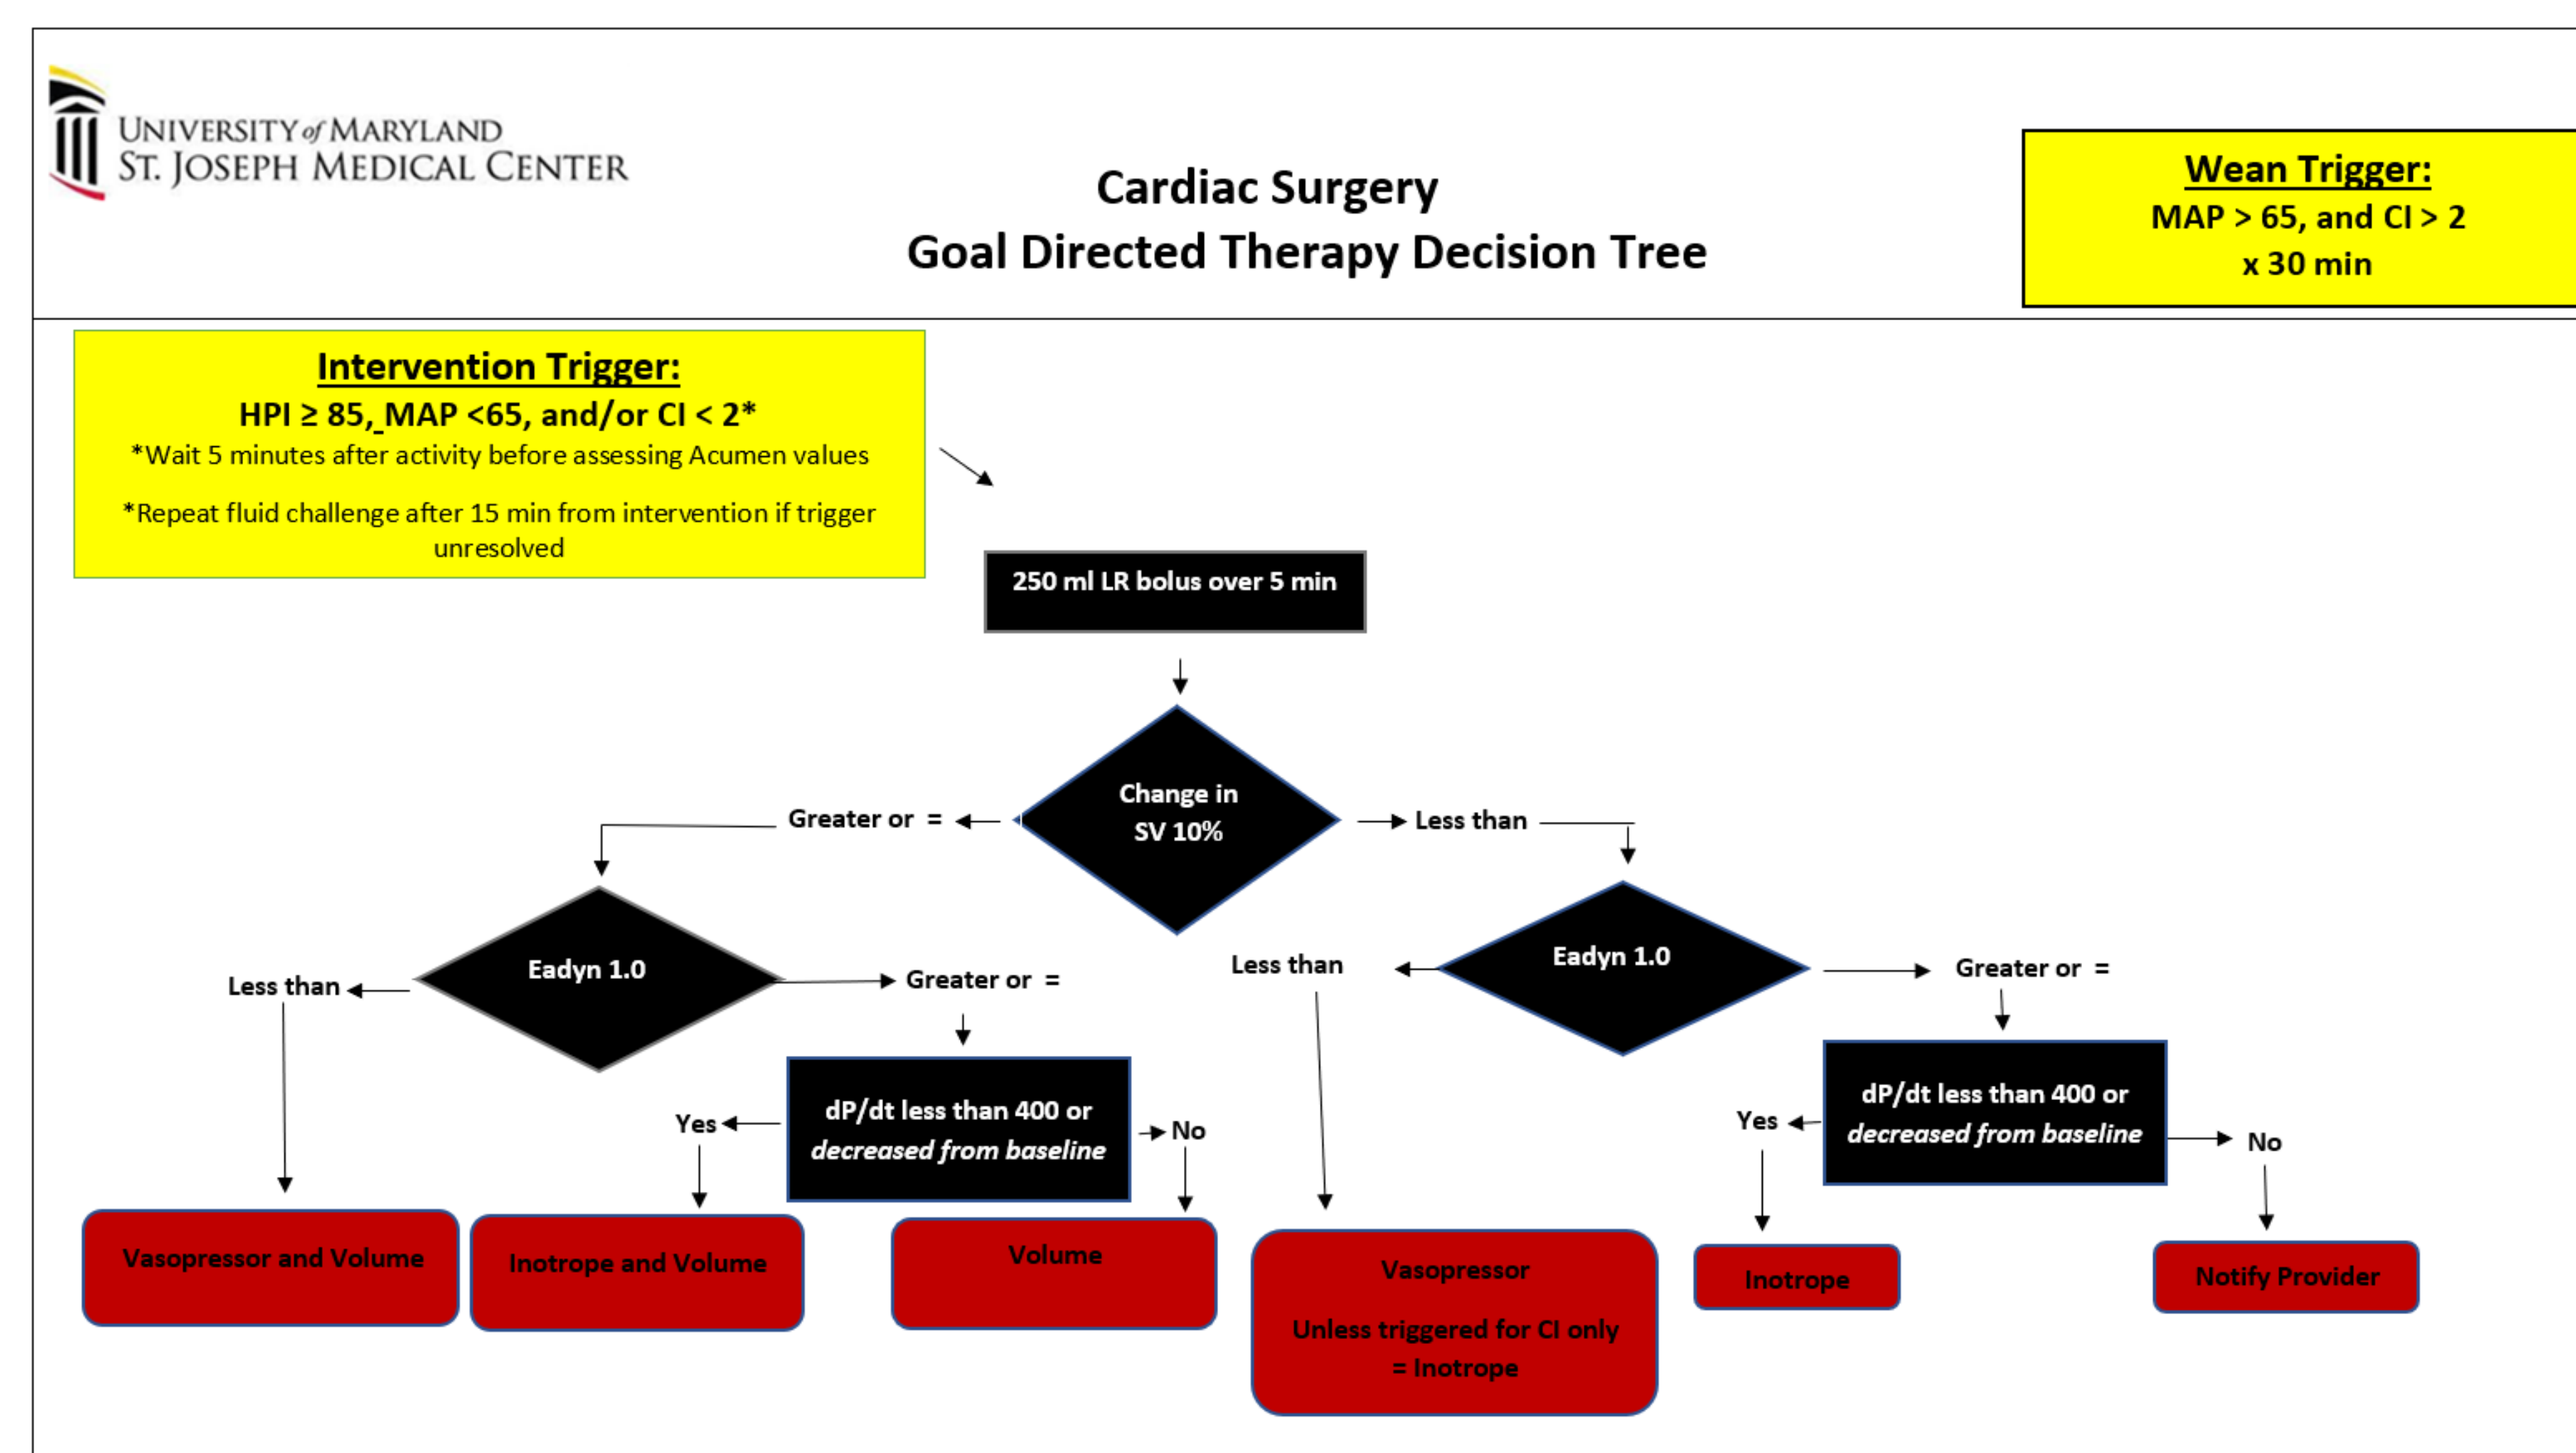 UNIVERSITY of MARYLAND
ST. JOSEPH MEDICAL CENTER
Cardiac Surgery
Goal Directed Therapy Decision Tree
Wean Trigger:
MAP > 65, and CI > 2
x 30 min
Intervention Trigger:
HPI ≥ 85, MAP <65, and/or CI < 2*
*Wait 5 minutes after activity before assessing Acumen values
*Repeat fluid challenge after 15 min from intervention if trigger
unresolved
250 ml LR bolus over 5 min
Change in
SV 10%
Greater or =
Less than
Eadyn 1.0
Less than
Greater or =
Eadyn 1.0
Less than
Greater or =
dP/dt less than 400 or
decreased from baseline
Yes
No
dP/dt less than 400 or
decreased from baseline
Yes
No
Vasopressor and Volume
Inotrope and Volume
Volume
Vasopressor
Unless triggered for CI only
= Inotrope
Inotrope
Notify Provider